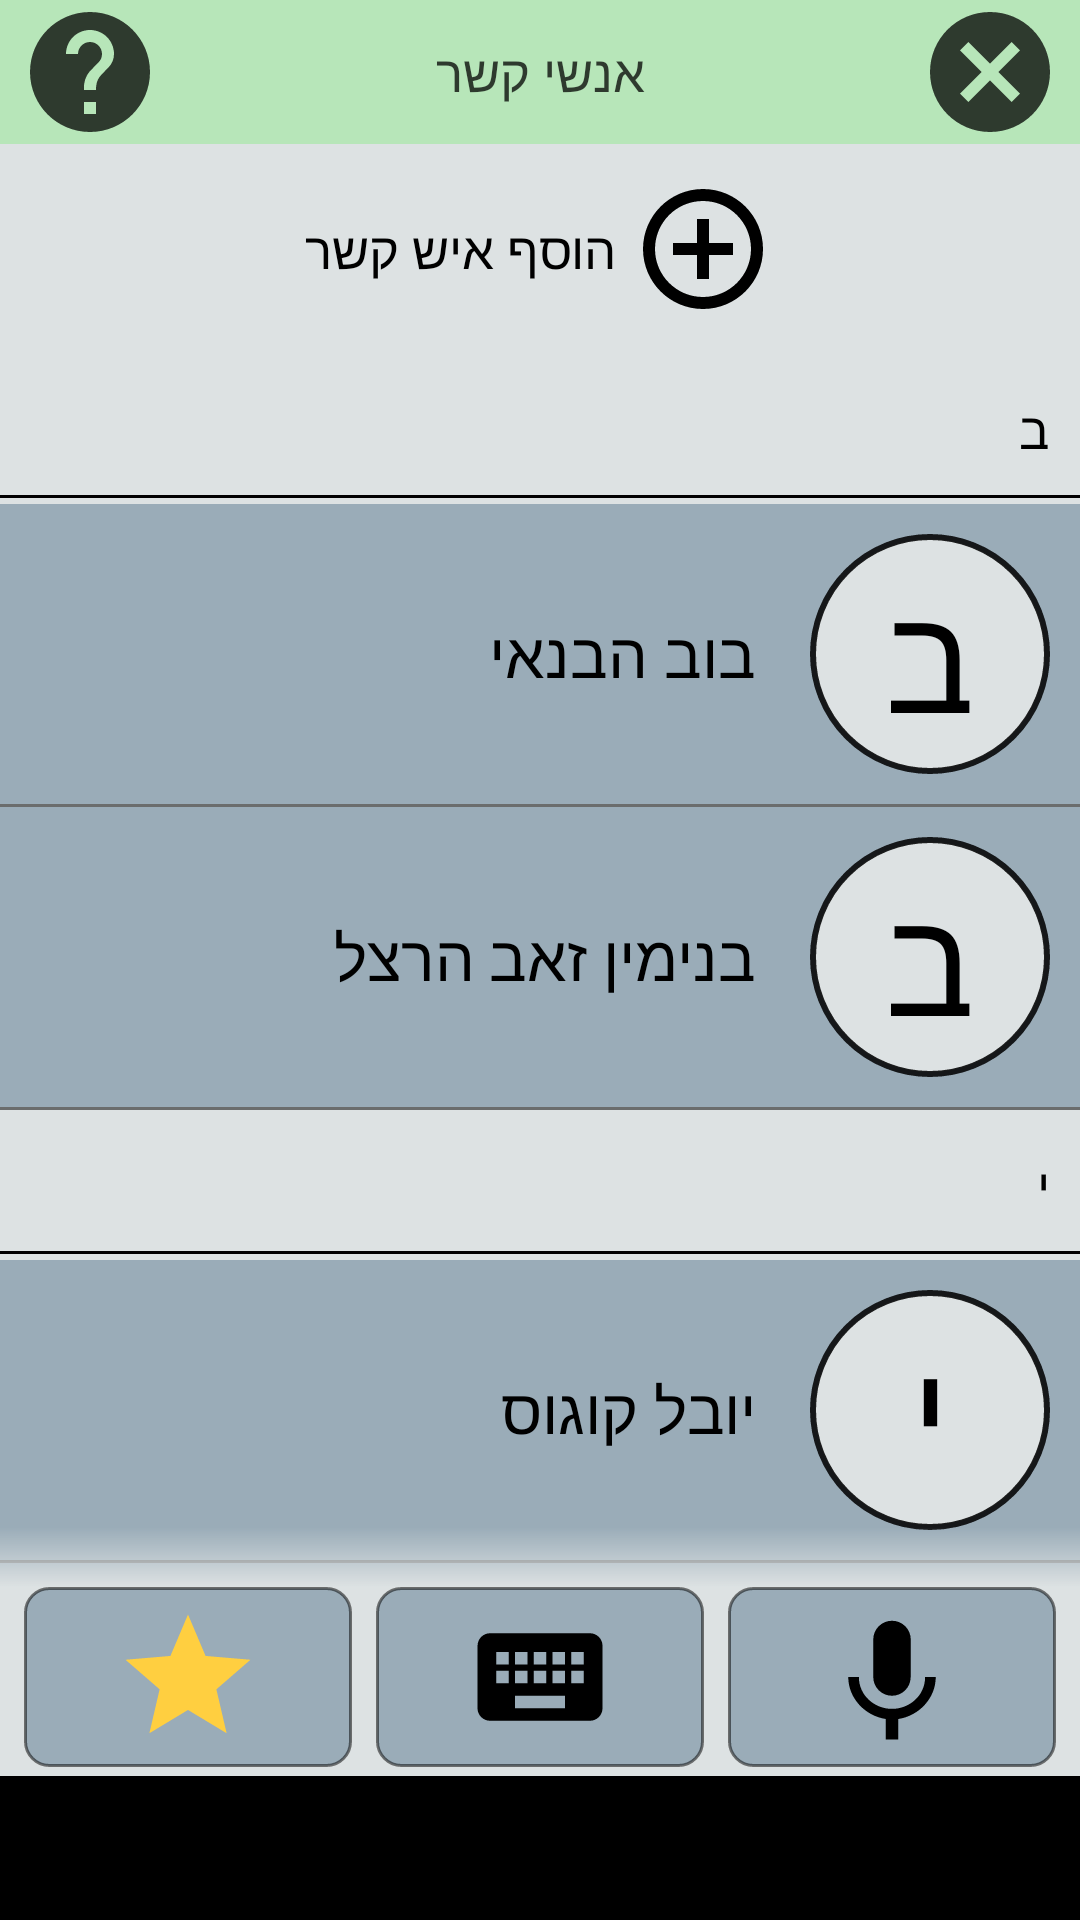 אנשי קשר
הוסף איש קשר
ב
ב
בוב הבנאי
ב
בנימין זאב הרצל
י
י
יובל קוגוס